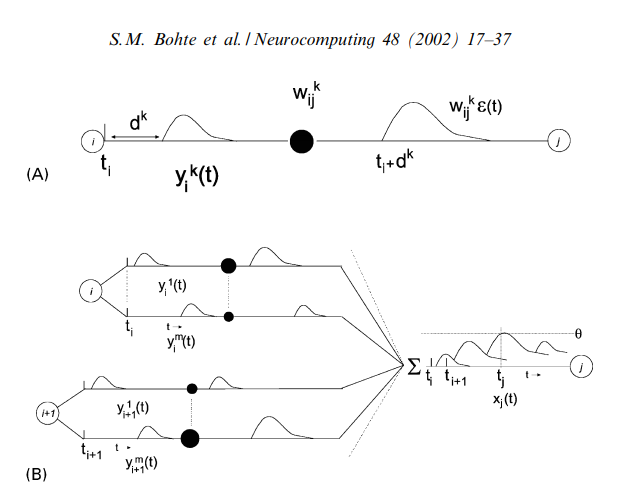 S.M. Bohte et al. / Neurocomputing 48 (2002) 17–37
w_ij^k
d^k
w_ij^k ε(t)
i
j
t_i
t_i+d^k
(A)
y_i^k(t)
i
y_i^1(t)
t_i
t→
y_i^m(t)
θ
Σ
t_i
t_i+1
t_j
t→
j
x_j(t)
i+1
y_i+1^1(t)
t_i+1
t
y_i+1^m(t)
(B)